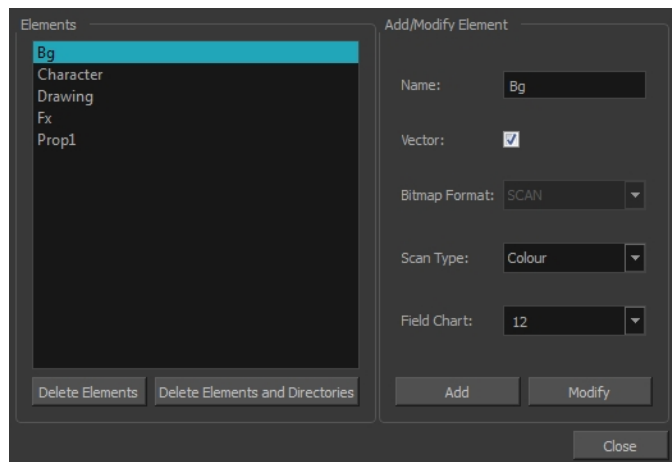 Elements
Bg
Character
Drawing
Fx
Prop1
Delete Elements
Delete Elements and Directories
Add/Modify Element
Name: Bg
Vector:
Bitmap Format: SCAN
Scan Type: Colour
Field Chart: 12
Add
Modify
Close